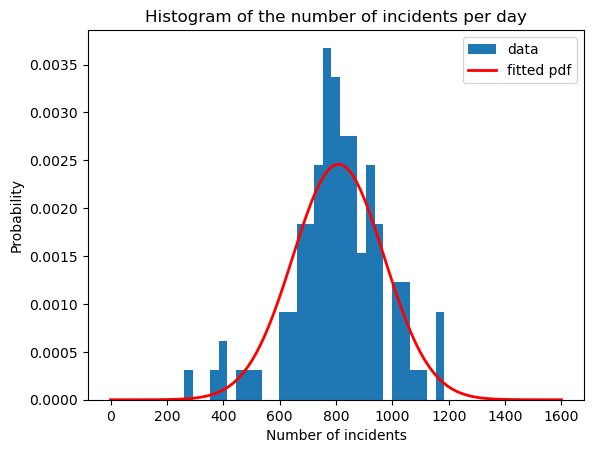 Histogram of the number of incidents per day
data
fitted pdf
Probability
0.0035
0.0030
0.0025
0.0020
0.0015
0.0010
0.0005
0.0000
0 200 400 600 800 1000 1200 1400 1600
Number of incidents